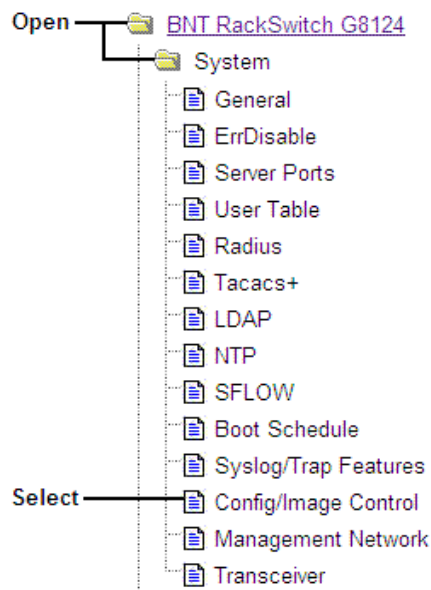 Open BNT RackSwitch G8124
System
General
ErrDisable
Server Ports
User Table
Radius
Tacacs+
LDAP
NTP
SFLOW
Boot Schedule
Syslog/Trap Features
Select Config/Image Control
Management Network
Transceiver